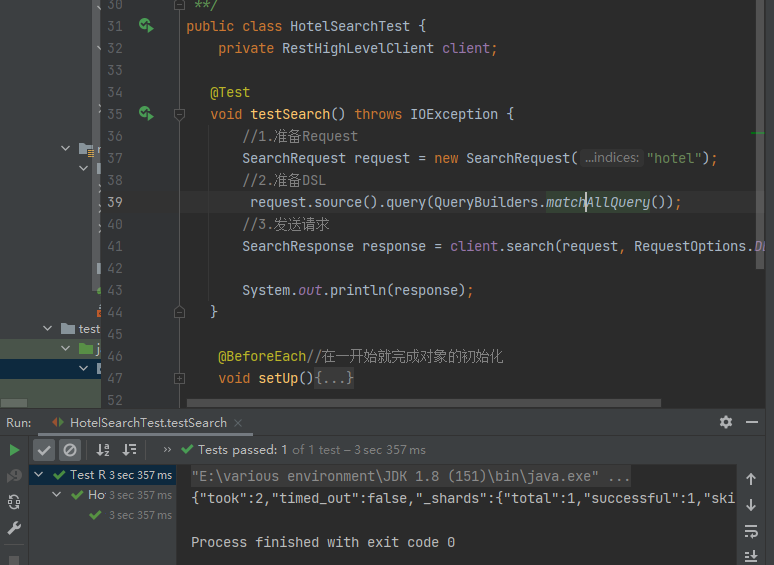 30 **/
31 public class HotelSearchTest {
32 private RestHighLevelClient client;
33
34 @Test
35 void testSearch() throws IOException {
36 //1.准备Request
37 SearchRequest request = new SearchRequest( ...indices: "hotel");
38 //2.准备DSL
39 request.source().query(QueryBuilders.matchAllQuery());
40 //3.发送请求
41 SearchResponse response = client.search(request, RequestOptions.D
42
43 System.out.println(response);
44 }
45
46 @BeforeEach//在一开始就完成对象的初始化
47 void setUp(){...}
52
test
Run: HotelSearchTest.testSearch ×
» Tests passed: 1 of 1 test – 3 sec 357 ms
Test R 3 sec 357 ms
Ho 3 sec 357 ms
3 sec 357 ms
"E:\various environment\JDK 1.8 (151)\bin\java.exe" ...
{"took":2,"timed_out":false,"_shards":{"total":1,"successful":1,"ski
Process finished with exit code 0